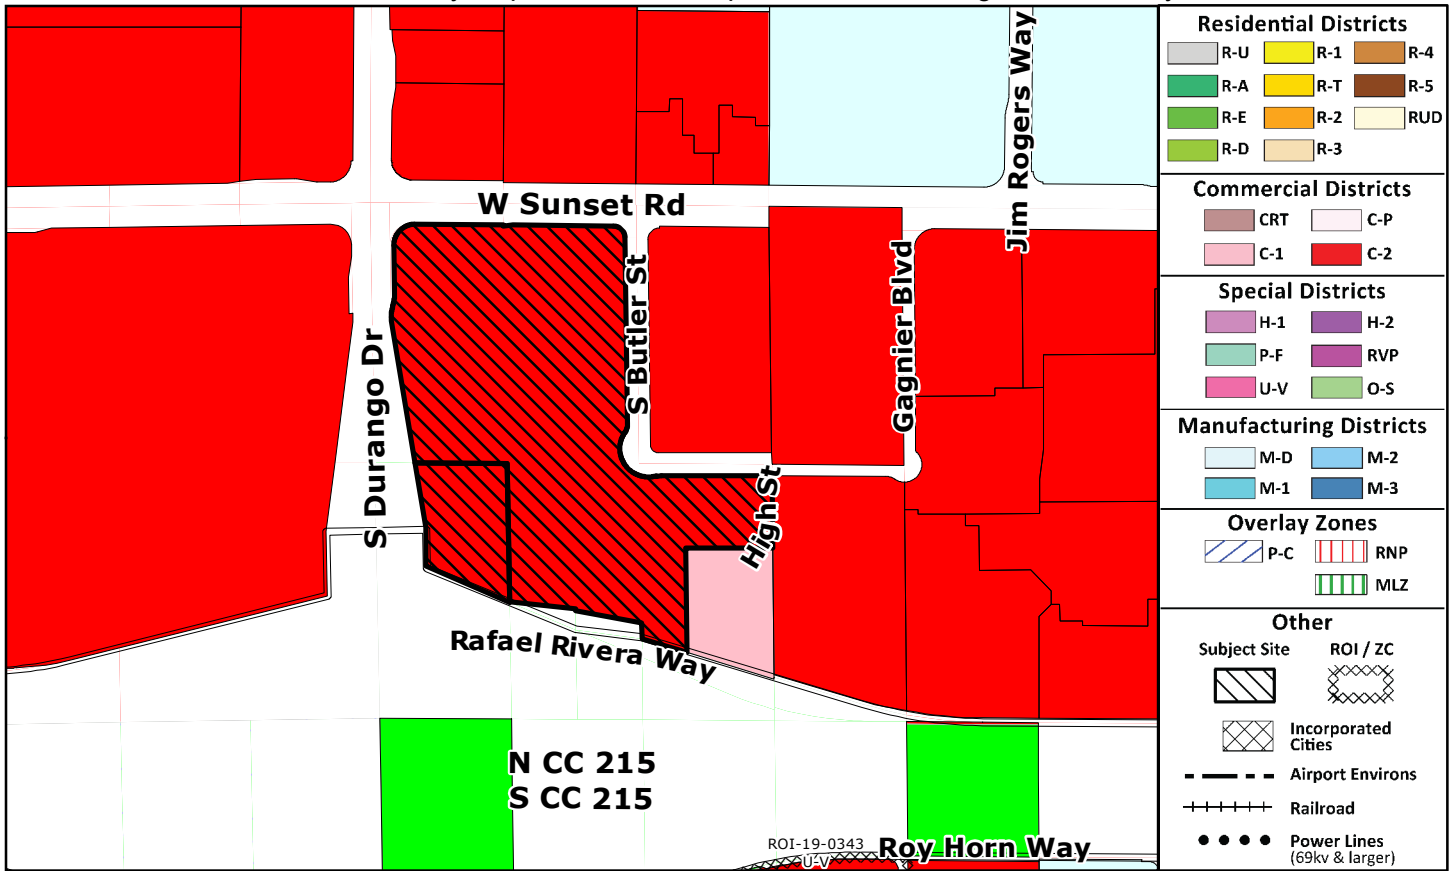 Jim Rogers Way
W Sunset Rd
S Durango Dr
S Butler St
Gagnier Blvd
High St
Rafael Rivera Way
N CC 215
S CC 215
ROI-19-0343
U-V
Roy Horn Way
Residential Districts
R-U R-1 R-4
R-A R-T R-5
R-E R-2 RUD
R-D R-3
Commercial Districts
CRT C-P
C-1 C-2
Special Districts
H-1 H-2
P-F RVP
U-V O-S
Manufacturing Districts
M-D M-2
M-1 M-3
Overlay Zones
P-C RNP
MLZ
Other
Subject Site ROI / ZC
Incorporated
Cities
Airport Environs
Railroad
Power Lines
(69kv & larger)